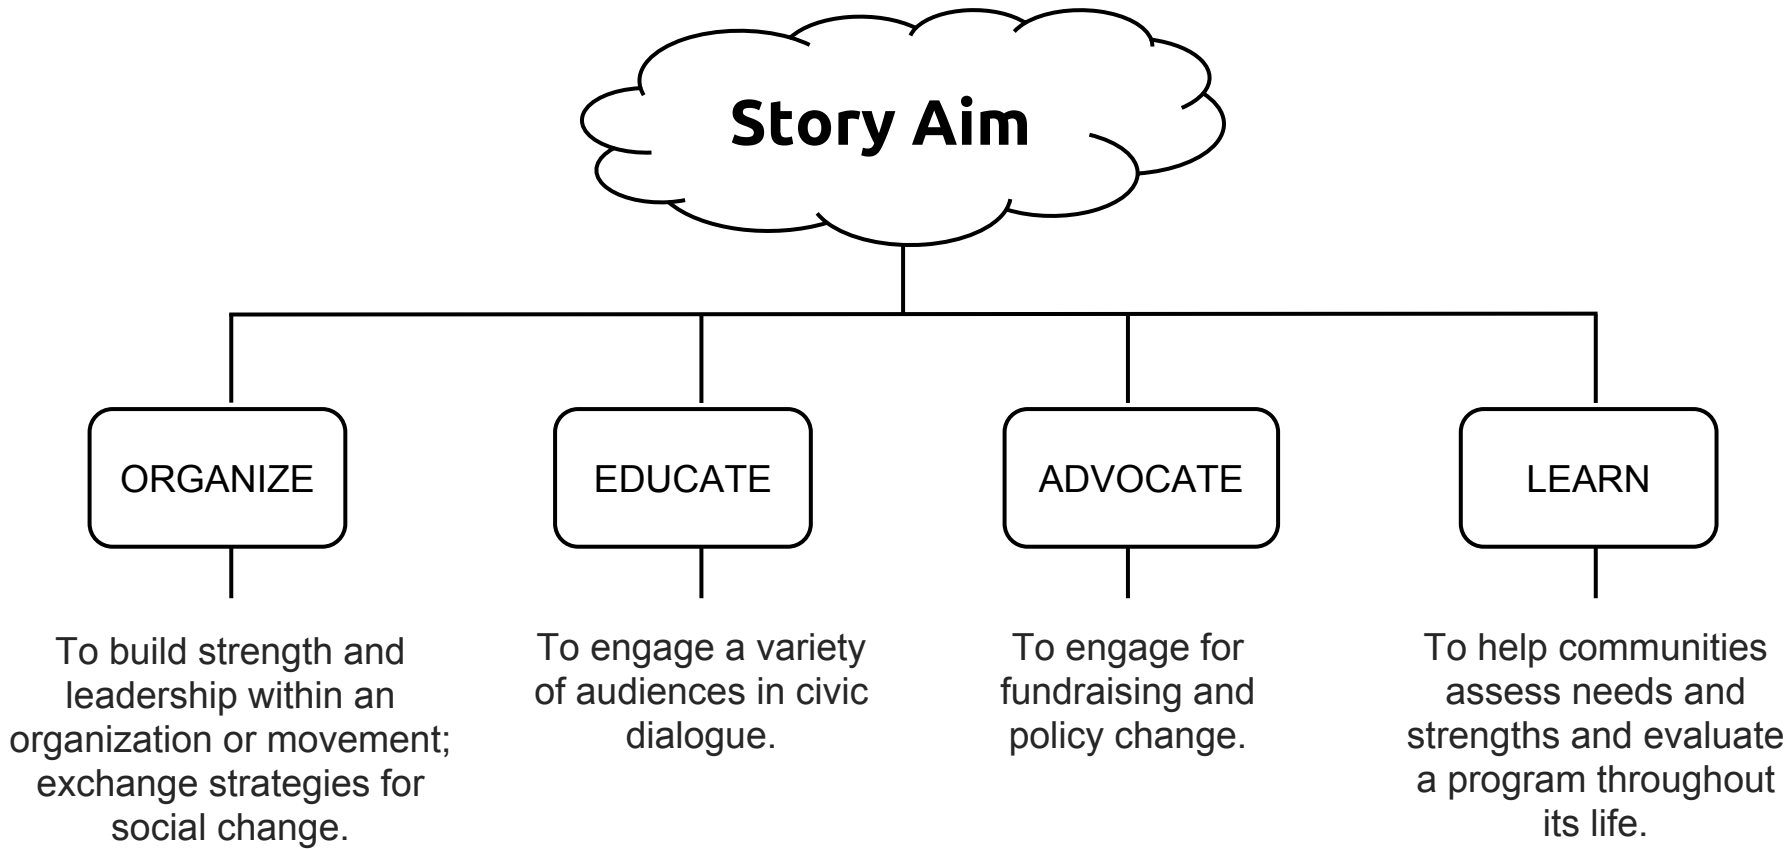 Story Aim
ORGANIZE
EDUCATE
ADVOCATE
LEARN
To build strength and
leadership within an
organization or movement;
exchange strategies for
social change.
To engage a variety
of audiences in civic
dialogue.
To engage for
fundraising and
policy change.
To help communities
assess needs and
strengths and evaluate
a program throughout
its life.